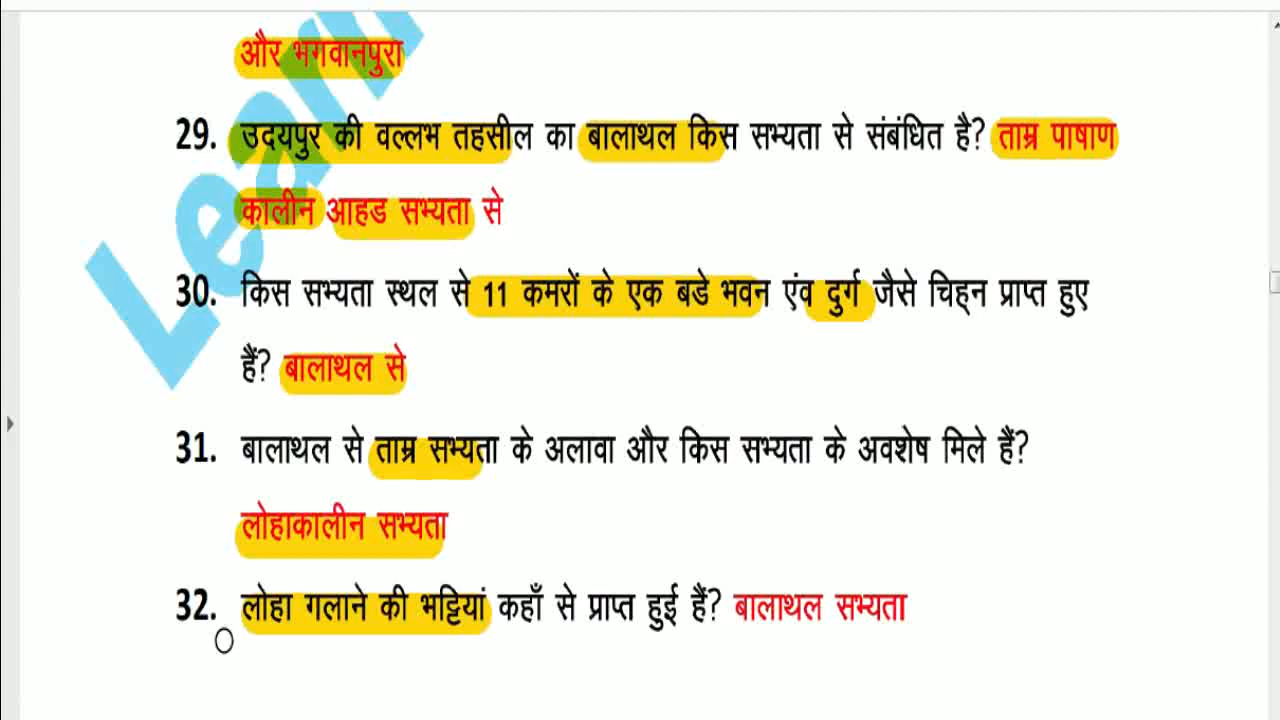 और भगवानपुरा
29. उदयपुर की वल्लभ तहसील का बालाथल किस सभ्यता से संबंधित है? ताम्र पाषाण
कालीन आहड सभ्यता से
30. किस सभ्यता स्थल से 11 कमरों के एक बडे भवन एंव दुर्ग जैसे चिह्न प्राप्त हुए
हैं? बालाथल से
31. बालाथल से ताम्र सभ्यता के अलावा और किस सभ्यता के अवशेष मिले हैं?
लोहाकालीन सभ्यता
32. लोहा गलाने की भट्टियां कहाँ से प्राप्त हुई हैं? बालाथल सभ्यता
Learn